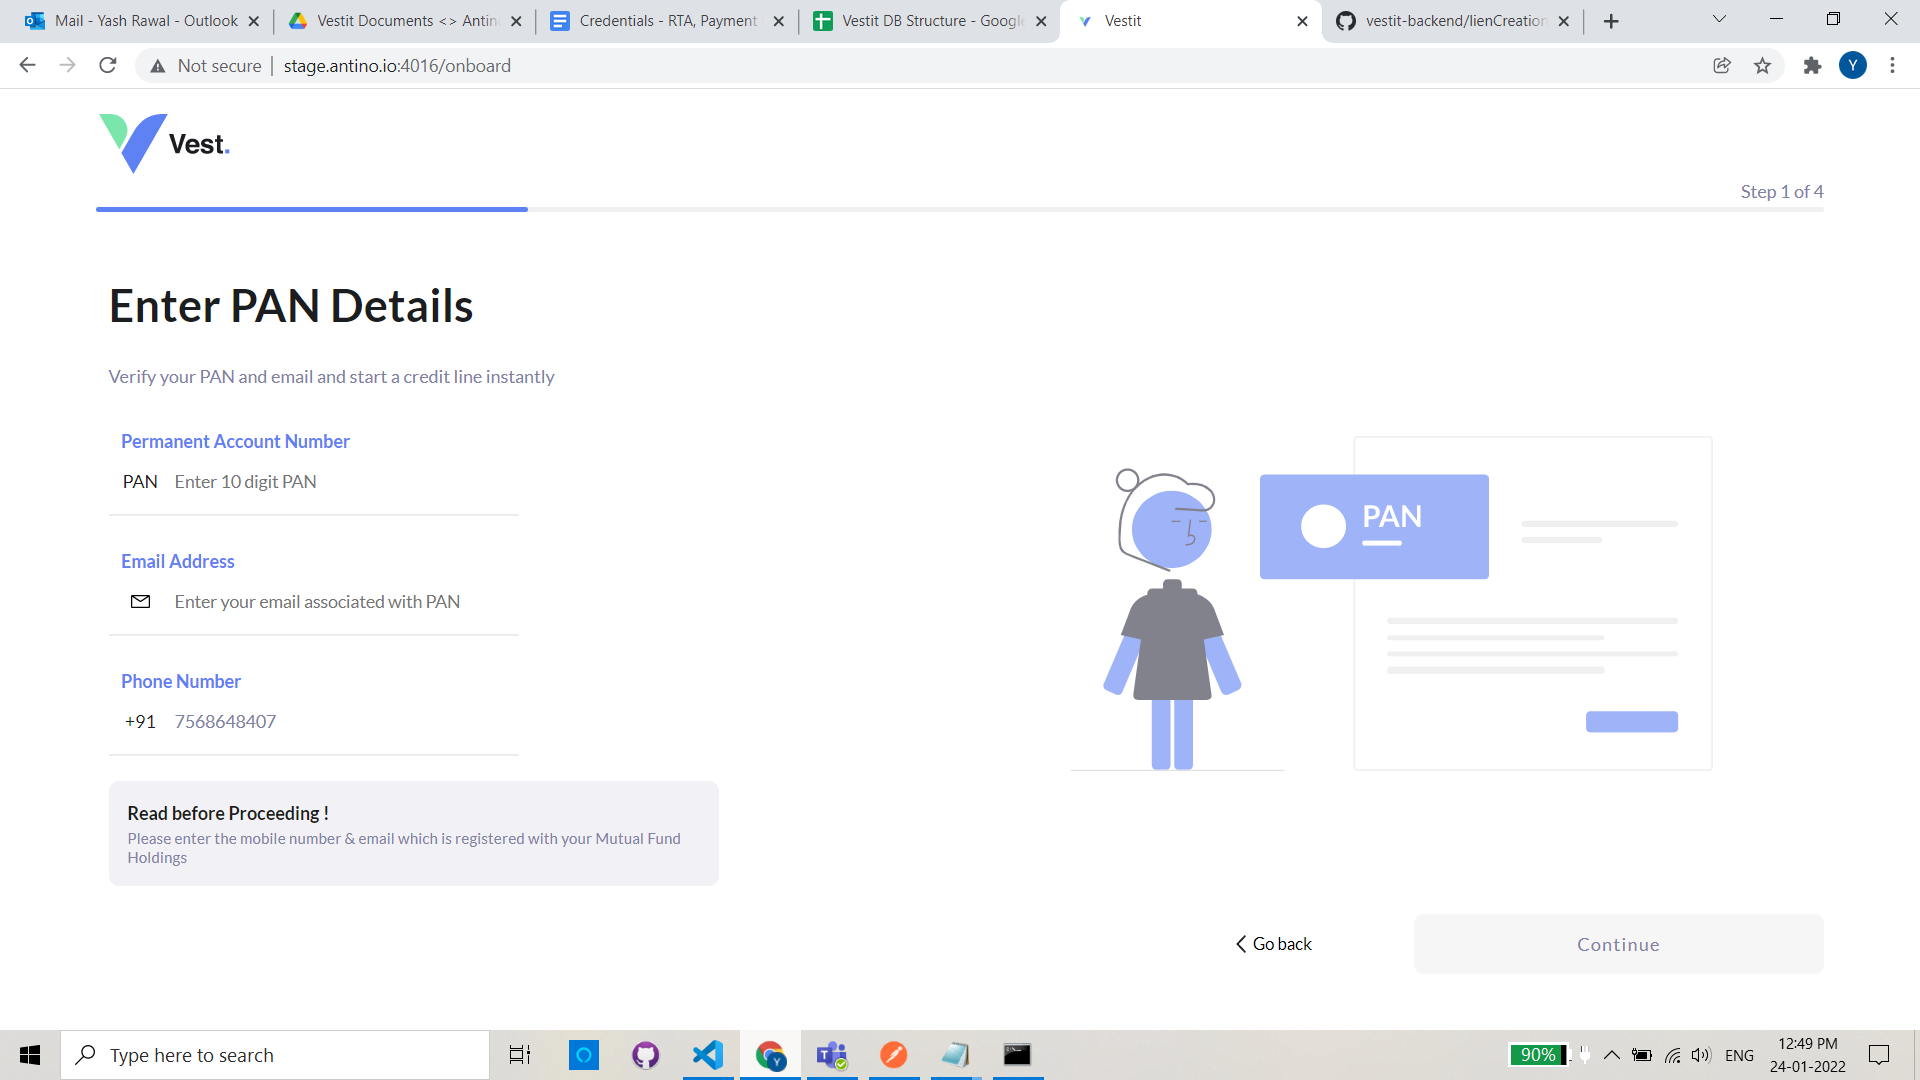 Mail - Yash Rawal - Outlook
Vestit Documents <> Antin
Credentials - RTA, Payment
Vestit DB Structure - Google
Vestit
vestit-backend/lienCreation
Not secure
stage.antino.io:4016/onboard
Y
Vest.
Step 1 of 4
Enter PAN Details
Verify your PAN and email and start a credit line instantly
Permanent Account Number
PAN Enter 10 digit PAN
Email Address
Enter your email associated with PAN
Phone Number
+91 7568648407
Read before Proceeding !
Please enter the mobile number & email which is registered with your Mutual Fund
Holdings
PAN
Go back
Continue
Type here to search
90%
ENG
12:49 PM
24-01-2022